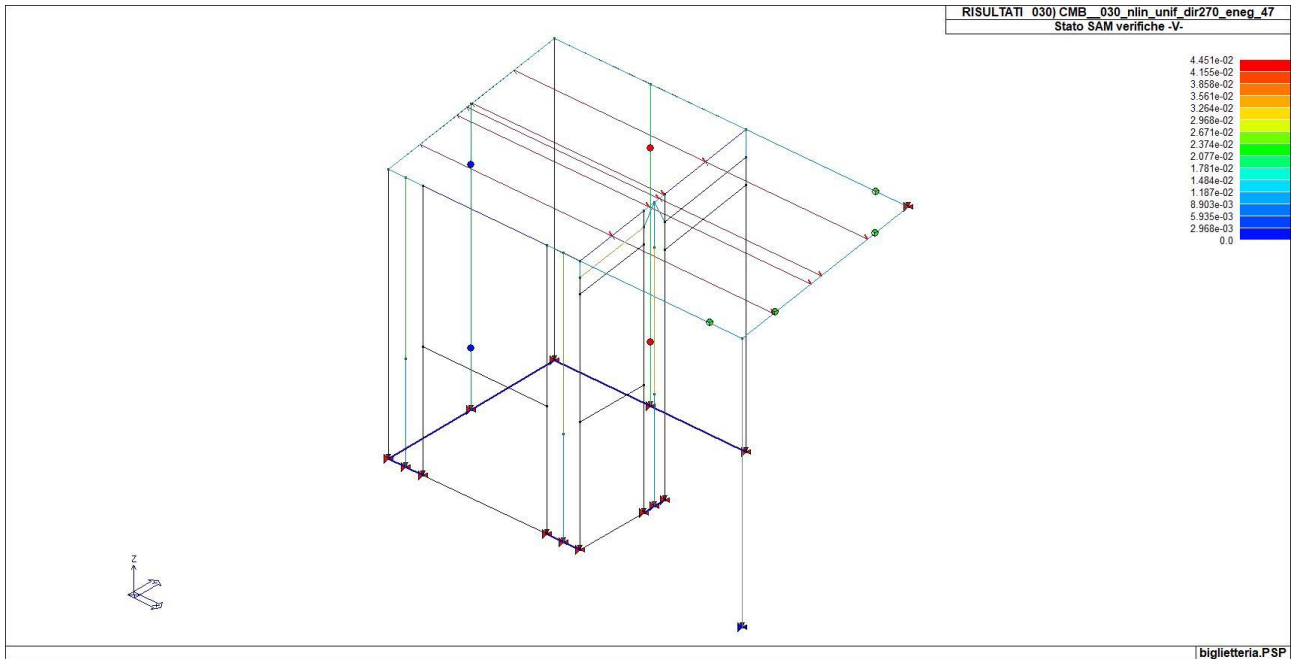 RISULTATI 030) CMB__030_nlin_unif_dir270_eneg_47
Stato SAM verifiche -V-
4.451e-02
4.155e-02
3.858e-02
3.561e-02
3.264e-02
2.968e-02
2.671e-02
2.374e-02
2.077e-02
1.781e-02
1.484e-02
1.187e-02
8.903e-03
5.935e-03
2.968e-03
0.0
Z
biglietteria.PSP